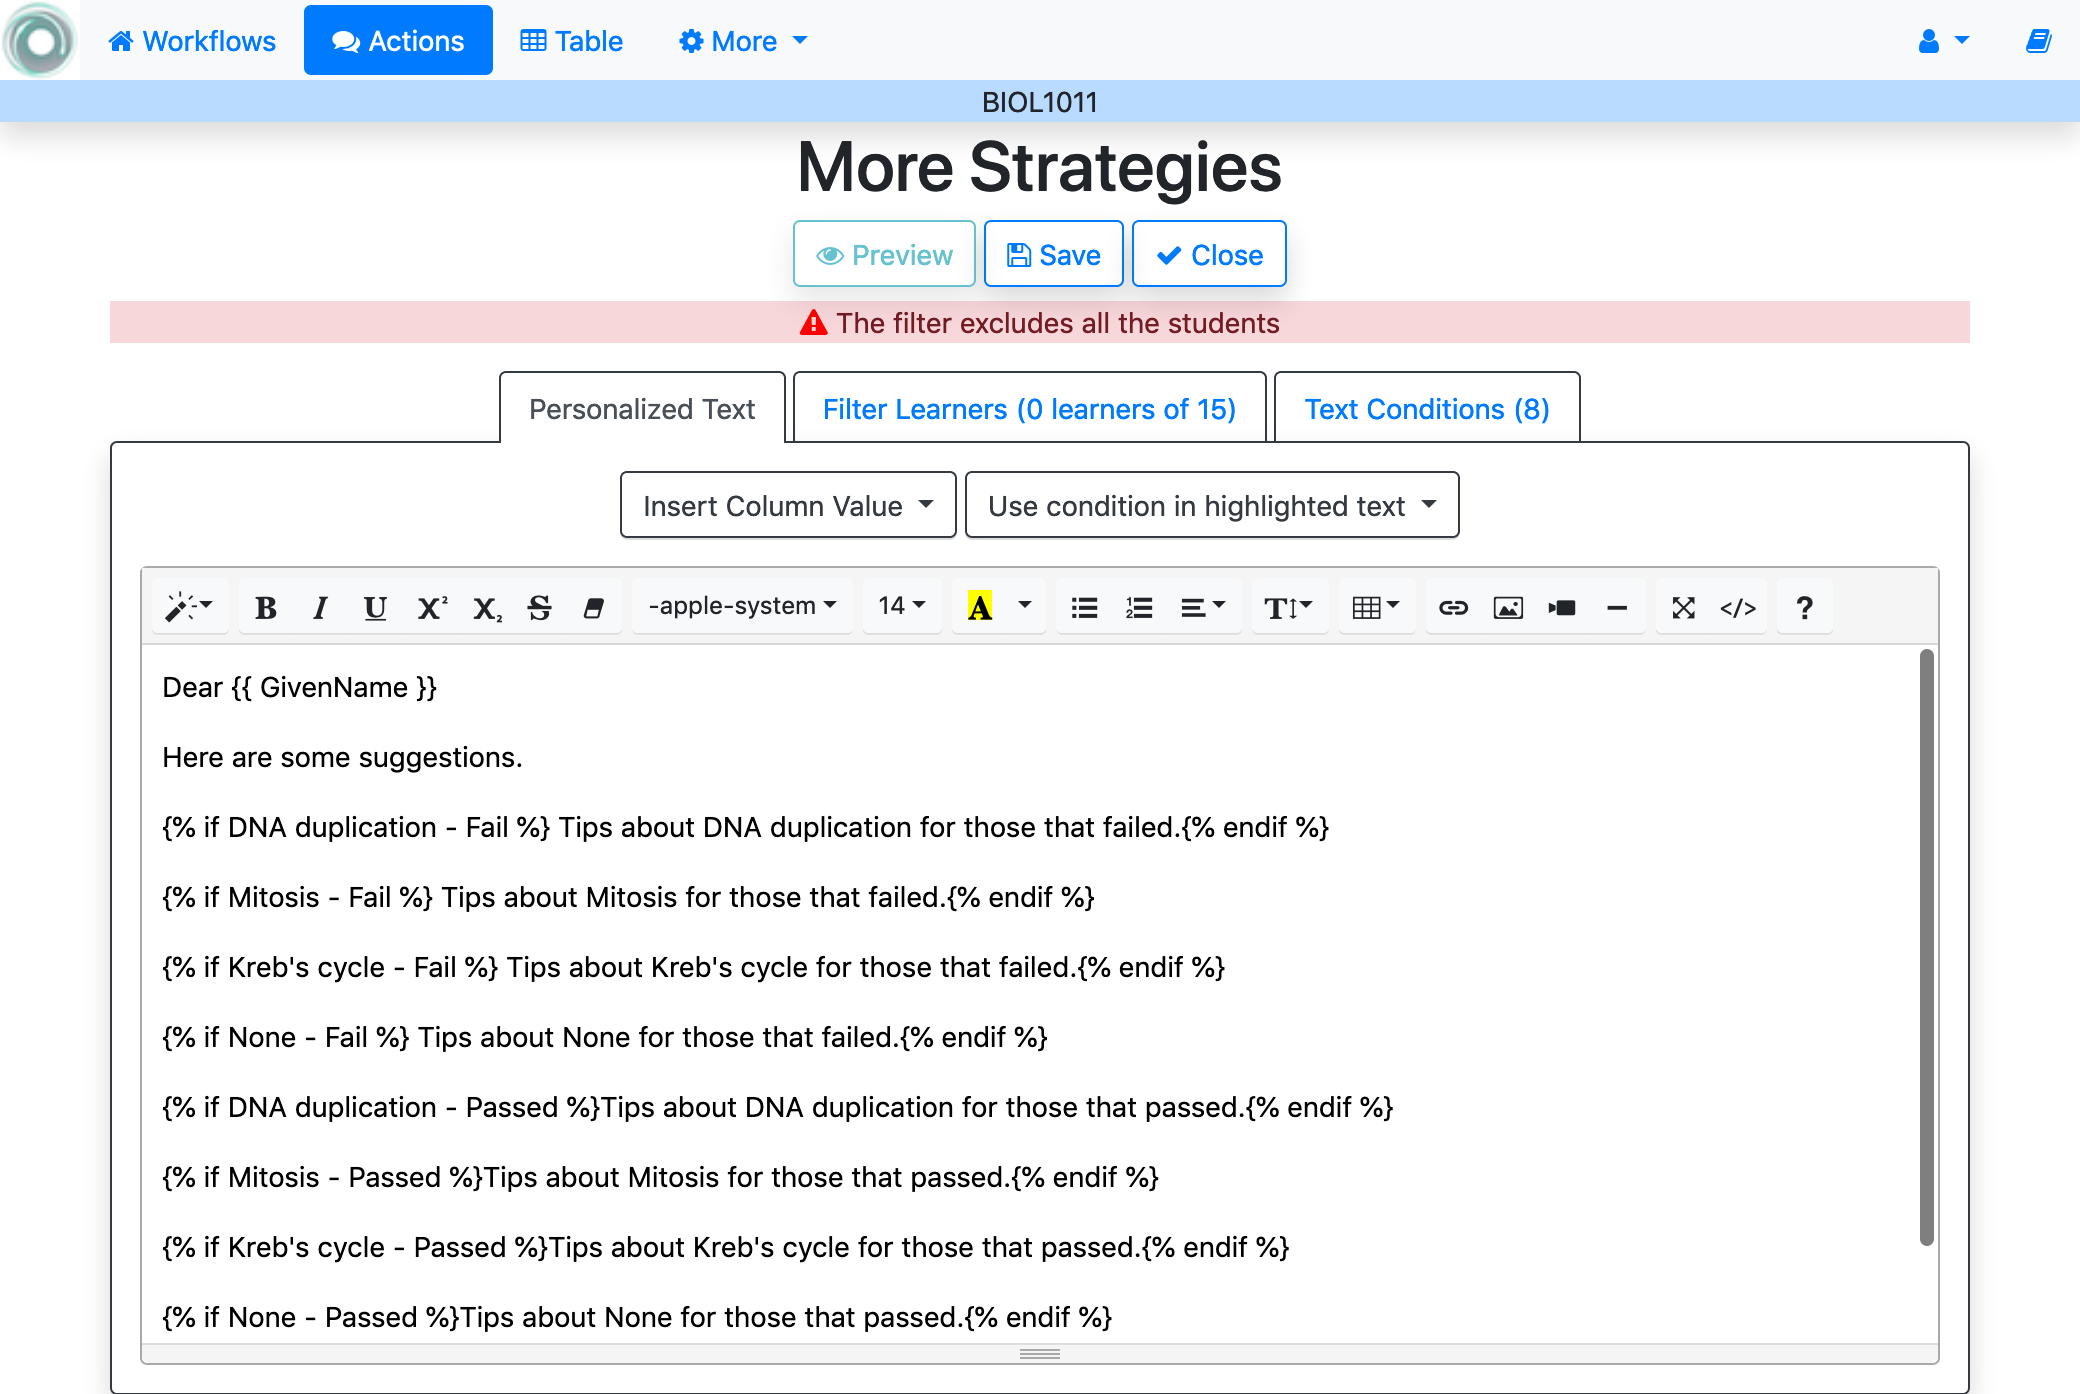 Workflows Actions Table More
BIOL1011
More Strategies
Preview Save Close
The filter excludes all the students
Personalized Text Filter Learners (0 learners of 15) Text Conditions (8)
Insert Column Value Use condition in highlighted text
B I U X² X₂ S -apple-system 14 A T </> ?
Dear {{ GivenName }}
Here are some suggestions.
{% if DNA duplication - Fail %} Tips about DNA duplication for those that failed.{% endif %}
{% if Mitosis - Fail %} Tips about Mitosis for those that failed.{% endif %}
{% if Kreb's cycle - Fail %} Tips about Kreb's cycle for those that failed.{% endif %}
{% if None - Fail %} Tips about None for those that failed.{% endif %}
{% if DNA duplication - Passed %}Tips about DNA duplication for those that passed.{% endif %}
{% if Mitosis - Passed %}Tips about Mitosis for those that passed.{% endif %}
{% if Kreb's cycle - Passed %}Tips about Kreb's cycle for those that passed.{% endif %}
{% if None - Passed %}Tips about None for those that passed.{% endif %}